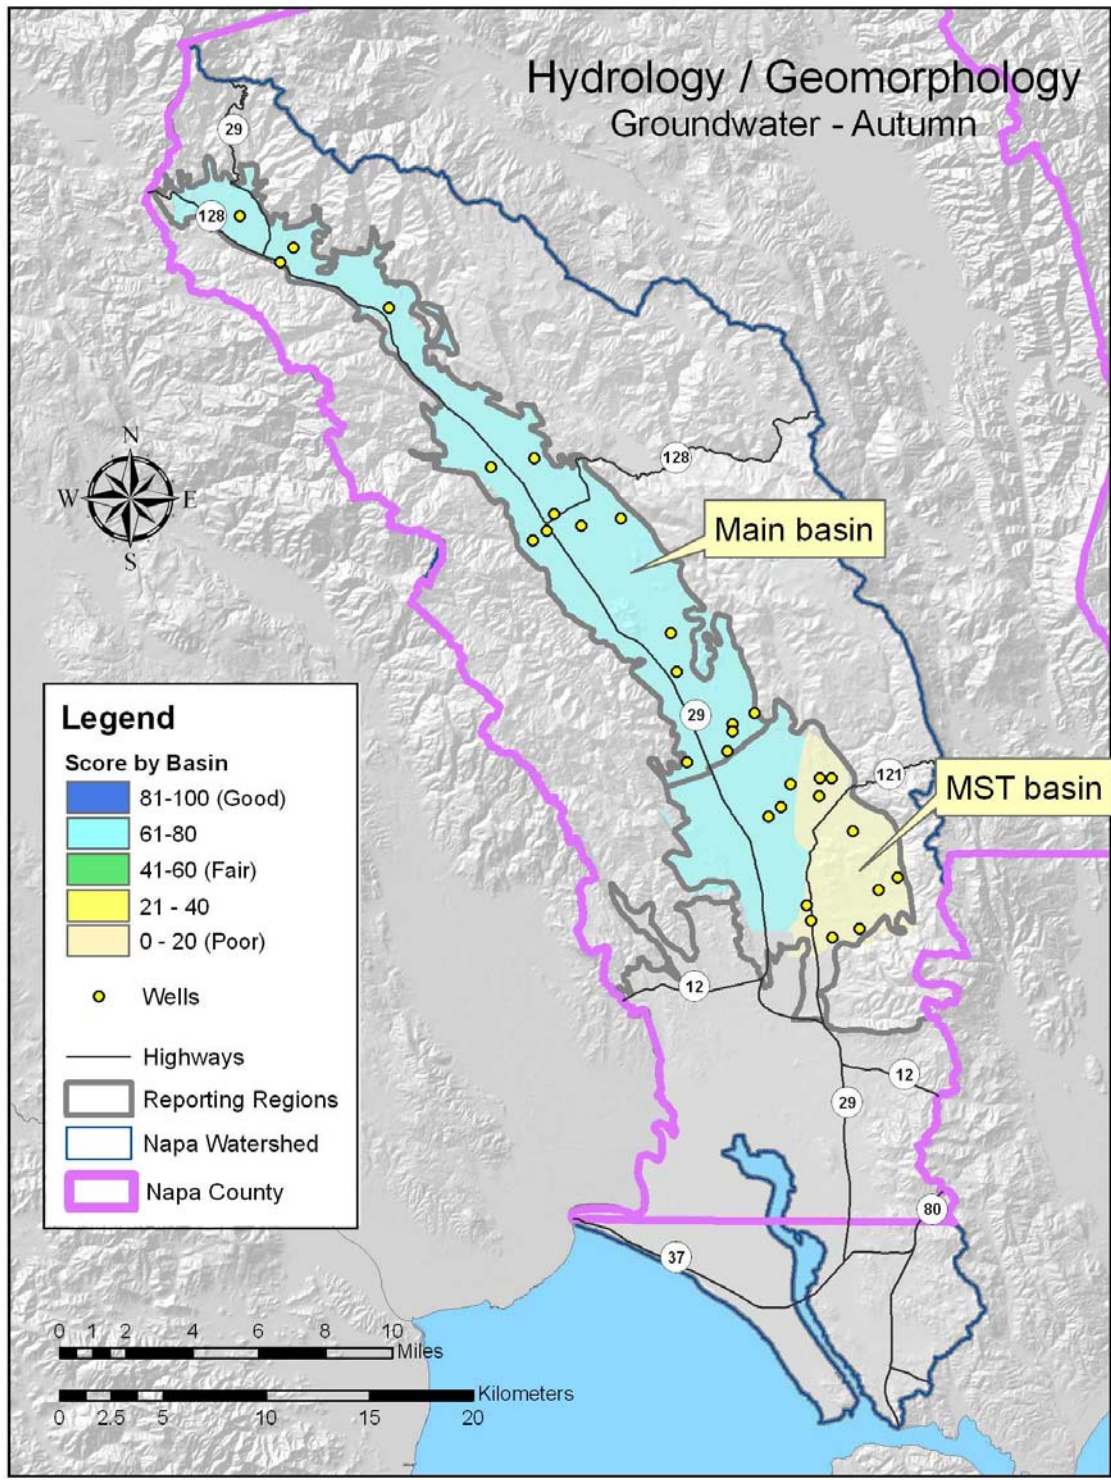 Hydrology / Geomorphology
Groundwater - Autumn
29
128
128
Main basin
N
W E
S
29
121
MST basin
Legend
Score by Basin
81-100 (Good)
61-80
41-60 (Fair)
21 - 40
0 - 20 (Poor)
Wells
Highways
Reporting Regions
Napa Watershed
Napa County
12
12
29
80
37
0 1 2 4 6 8 10
Miles
Kilometers
0 2.5 5 10 15 20